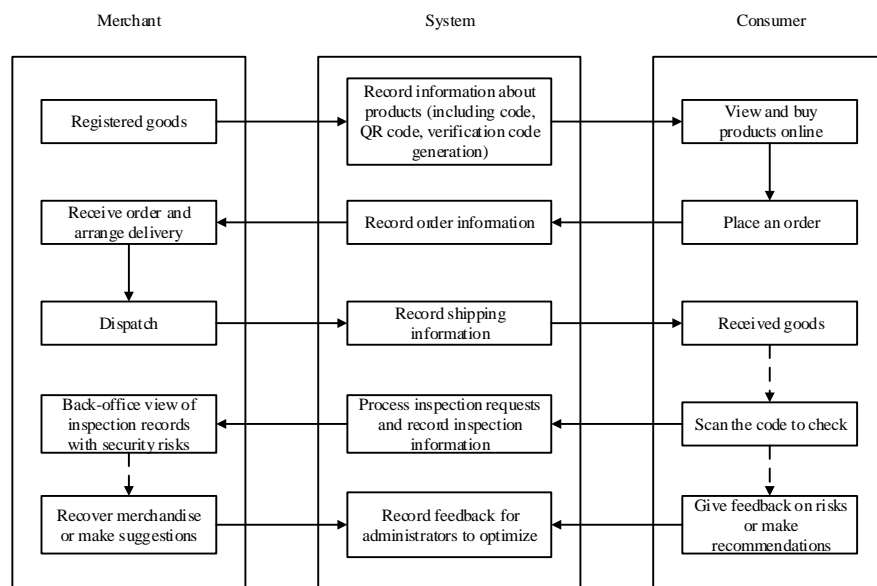 Merchant
System
Consumer
Registered goods
Record information about
products (including code,
QR code, verification code
generation)
View and buy
products online
Receive order and
arrange delivery
Record order information
Place an order
Dispatch
Record shipping
information
Received goods
Back-office view of
inspection records
with security risks
Process inspection requests
and record inspection
information
Scan the code to check
Recover merchandise
or make suggestions
Record feedback for
administrators to optimize
Give feedback on risks
or make
recommendations